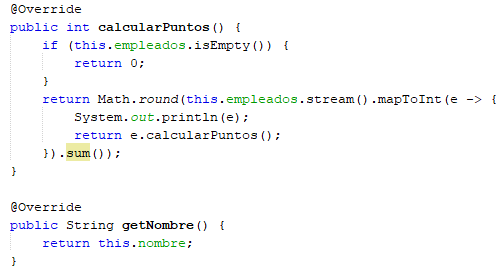 @Override
public int calcularPuntos() {
    if (this.empleados.isEmpty()) {
        return 0;
    }
    return Math.round(this.empleados.stream().mapToInt(e -> {
        System.out.println(e);
        return e.calcularPuntos();
    }).sum());
}

@Override
public String getNombre() {
    return this.nombre;
}